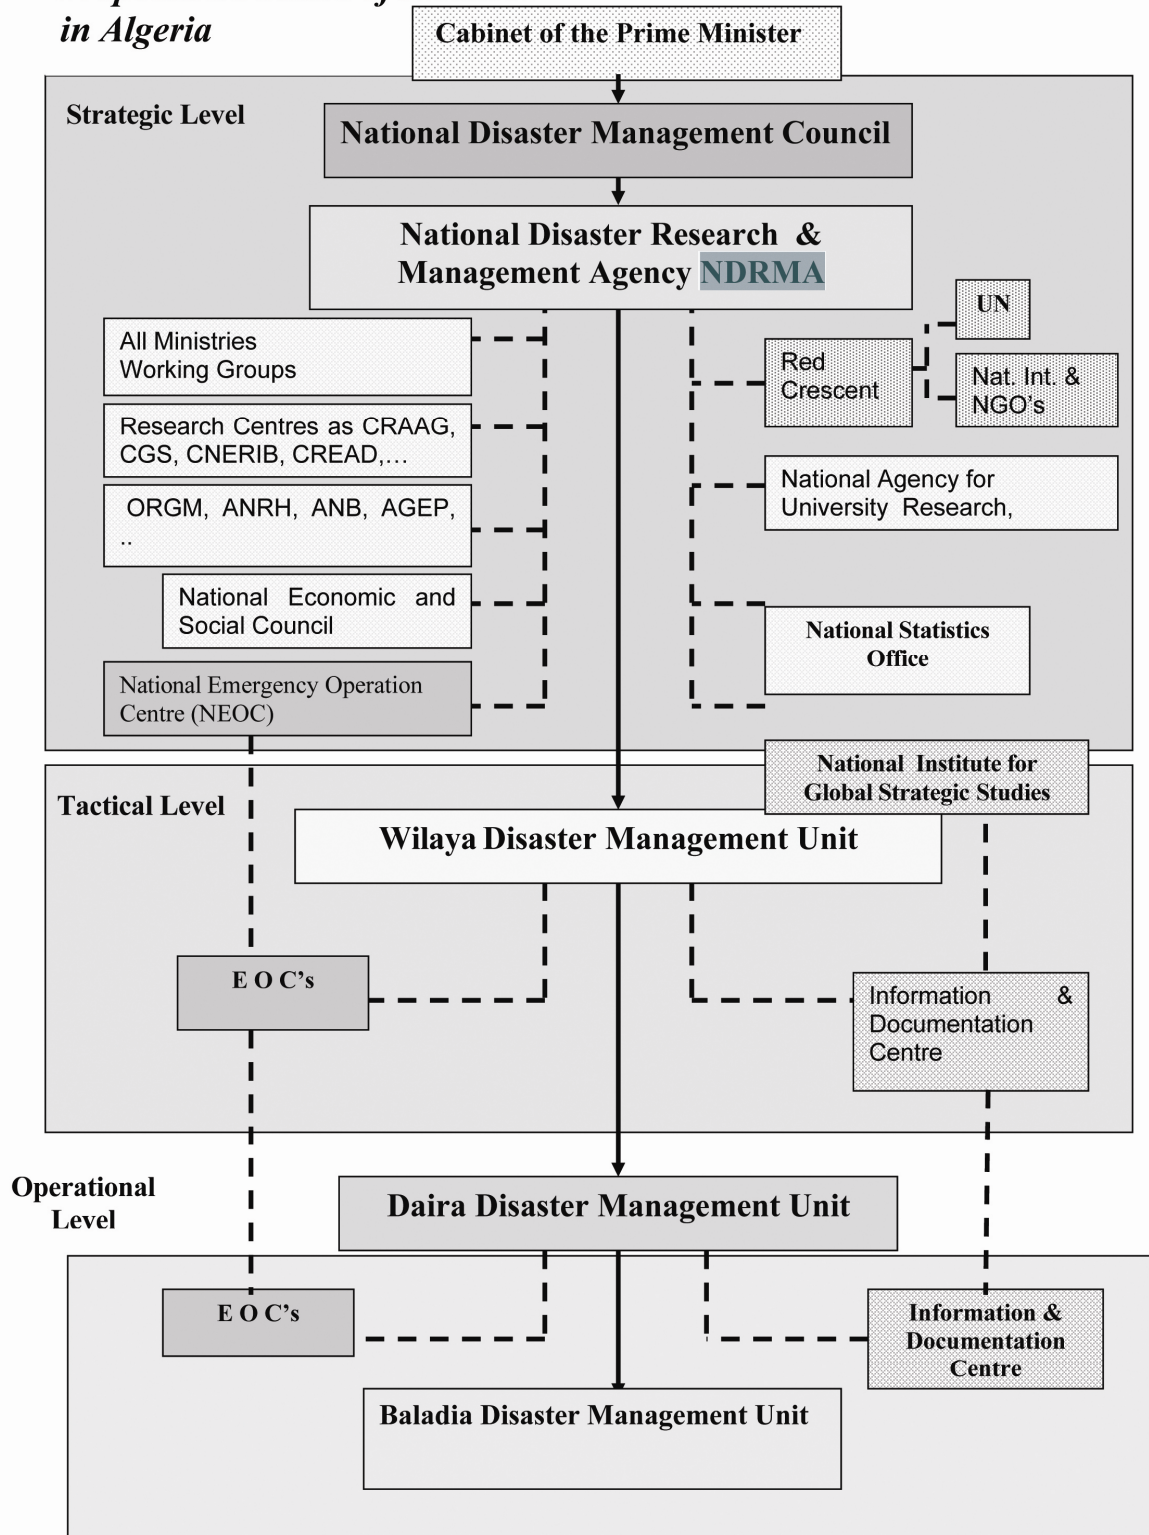 in Algeria
Cabinet of the Prime Minister
Strategic Level
National Disaster Management Council
National Disaster Research &
Management Agency NDRMA
UN
All Ministries
Working Groups
Red
Crescent
Nat. Int. &
NGO's
Research Centres as CRAAG,
CGS, CNERIB, CREAD,…
National Agency for
University Research,
ORGM, ANRH, ANB, AGEP,
..
National Economic and
Social Council
National Statistics
Office
National Emergency Operation
Centre (NEOC)
National Institute for
Global Strategic Studies
Tactical Level
Wilaya Disaster Management Unit
E O C's
Information &
Documentation
Centre
Operational
Level
Daira Disaster Management Unit
E O C's
Information &
Documentation
Centre
Baladia Disaster Management Unit